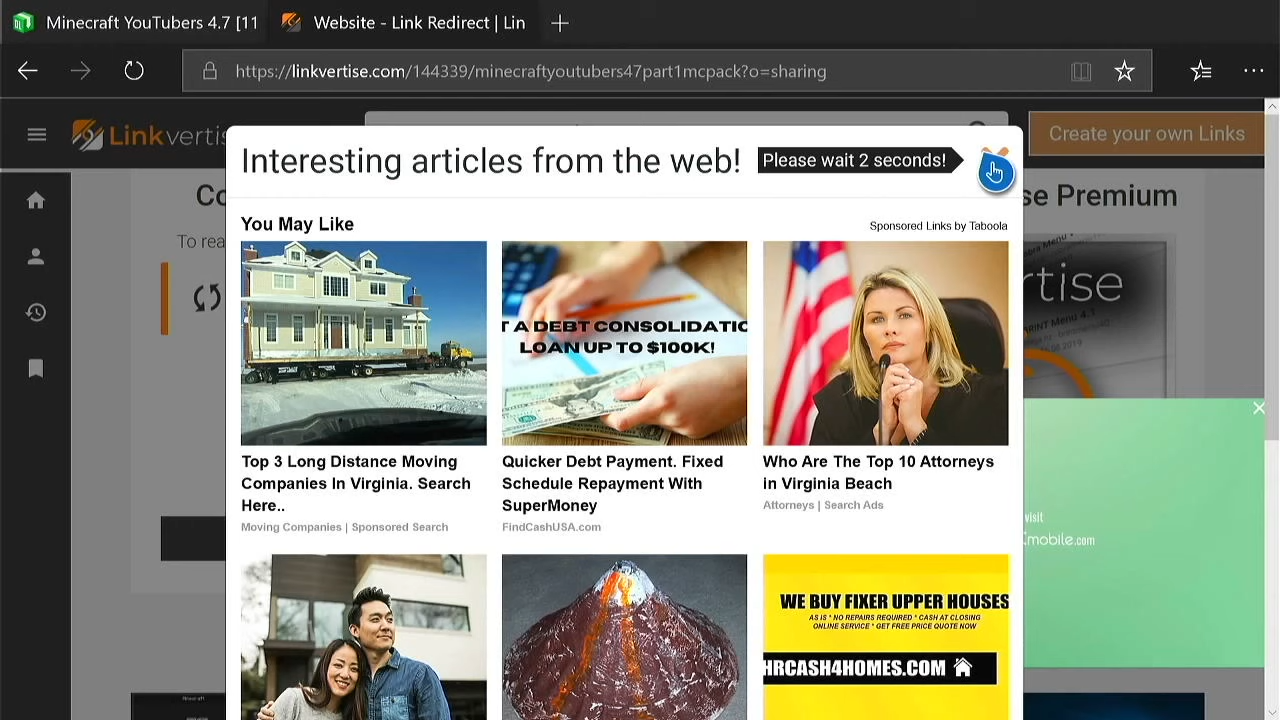 Minecraft YouTubers 4.7 [11
Website - Link Redirect | Lin
https://linkvertise.com/144339/minecraftyoutubers47part1mcpack?o=sharing
Linkvertis
Create your own Links
Interesting articles from the web!
Please wait 2 seconds!
Co
se Premium
To rea
You May Like
Sponsored Links by Taboola
rtise
T A DEBT CONSOLIDATIO
LOAN UP TO $100K!
Top 3 Long Distance Moving
Companies In Virginia. Search
Here..
Moving Companies | Sponsored Search
Quicker Debt Payment. Fixed
Schedule Repayment With
SuperMoney
FindCashUSA.com
Who Are The Top 10 Attorneys
in Virginia Beach
Attorneys | Search Ads
visit
mobile.com
WE BUY FIXER UPPER HOUSES
AS IS * NO REPAIRS REQUIRED * CASH AT CLOSING
ONLINE SERVICE * GET FREE PRICE QUOTE NOW
HRCASH4HOMES.COM
Minecraft